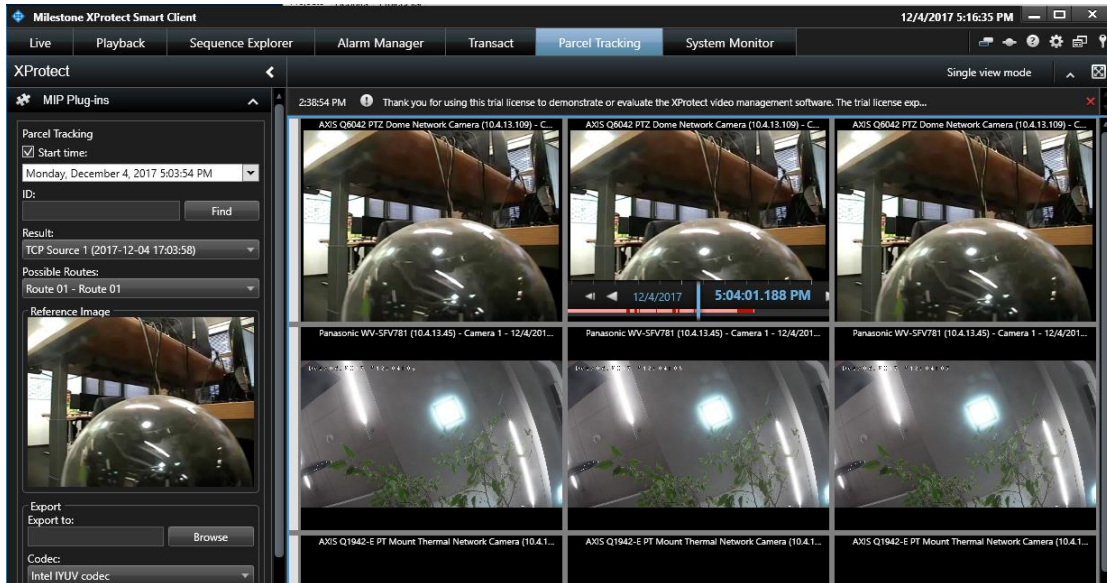 Milestone XProtect Smart Client
12/4/2017 5:16:35 PM
Live
Playback
Sequence Explorer
Alarm Manager
Transact
Parcel Tracking
System Monitor
XProtect
Single view mode
MIP Plug-ins
2:38:54 PM
Thank you for using this trial license to demonstrate or evaluate the XProtect video management software. The trial license exp...
Parcel Tracking
Start time:
Monday, December 4, 2017 5:03:54 PM
ID:
Find
Result:
TCP Source 1 (2017-12-04 17:03:58)
Possible Routes:
Route 01 - Route 01
Reference Image
Export
Export to:
Browse
Codec:
Intel IYUV codec
AXIS Q6042 PTZ Dome Network Camera (10.4.13.109) - C...
AXIS Q6042 PTZ Dome Network Camera (10.4.13.109) - C...
AXIS Q6042 PTZ Dome Network Camera (10.4.13.109) - C...
12/4/2017
5:04:01.188 PM
Panasonic WV-SFV781 (10.4.13.45) - Camera 1 - 12/4/201...
Panasonic WV-SFV781 (10.4.13.45) - Camera 1 - 12/4/201...
Panasonic WV-SFV781 (10.4.13.45) - Camera 1 - 12/4/201...
AXIS Q1942-E PT Mount Thermal Network Camera (10.4.1...
AXIS Q1942-E PT Mount Thermal Network Camera (10.4.1...
AXIS Q1942-E PT Mount Thermal Network Camera (10.4.1...